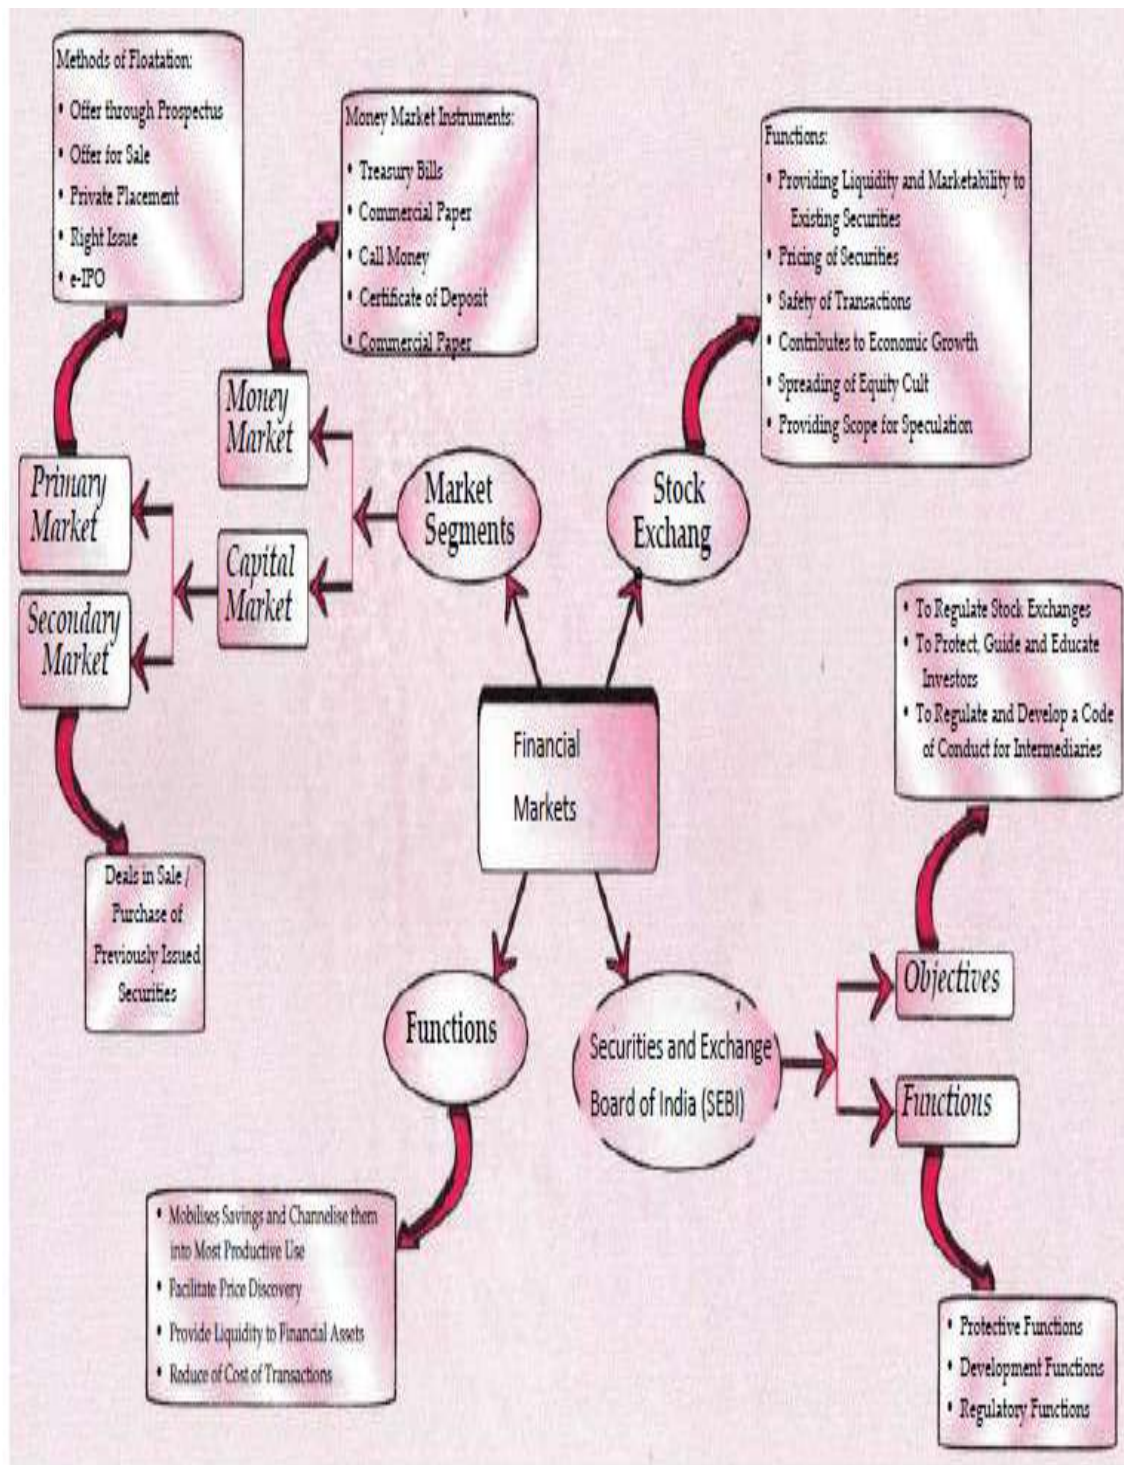 Methods of Floatation:
• Offer through Prospectus
• Offer for Sale
• Private Placement
• Right Issue
• e-IPO
Money Market Instruments:
• Treasury Bills
• Commercial Paper
• Call Money
• Certificate of Deposit
• Commercial Paper
Functions:
• Providing Liquidity and Marketability to
Existing Securities
• Pricing of Securities
• Safety of Transactions
• Contributes to Economic Growth
• Spreading of Equity Cult
• Providing Scope for Speculation
Money
Market
Primary
Market
Market
Segments
Stock
Exchang
Capital
Market
Secondary
Market
• To Regulate Stock Exchanges
• To Protect, Guide and Educate
Investors
• To Regulate and Develop a Code
of Conduct for Intermediaries
Financial
Markets
Deals in Sale /
Purchase of
Previously Issued
Securities
Functions
Securities and Exchange
Board of India (SEBI)
Objectives
Functions
• Mobilises Savings and Channelise them
into Most Productive Use
• Facilitate Price Discovery
• Provide Liquidity to Financial Assets
• Reduce of Cost of Transactions
• Protective Functions
• Development Functions
• Regulatory Functions